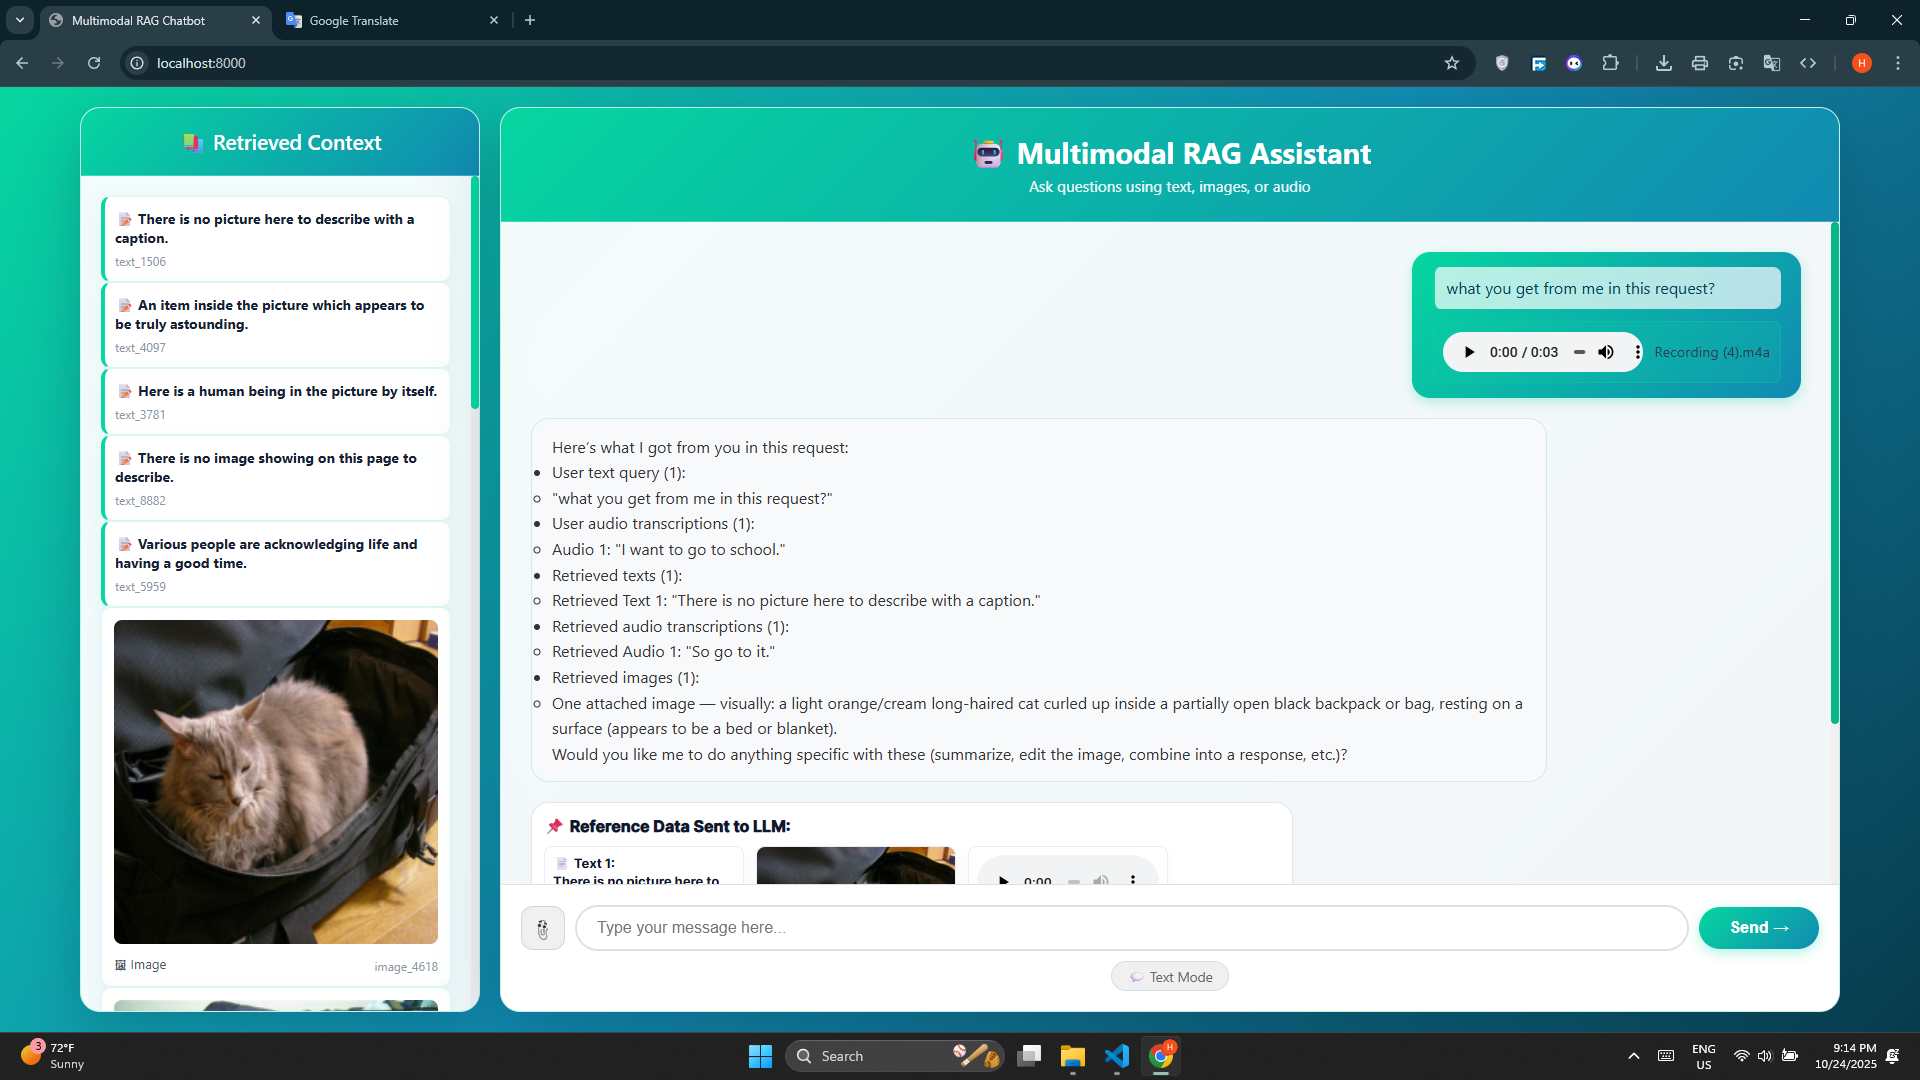 Multimodal RAG Chatbot
Google Translate
localhost:8000
H
Retrieved Context
There is no picture here to describe with a
caption.
text_1506
An item inside the picture which appears to
be truly astounding.
text_4097
Here is a human being in the picture by itself.
text_3781
There is no image showing on this page to
describe.
text_8882
Various people are acknowledging life and
having a good time.
text_5959
Image
image_4618
Multimodal RAG Assistant
Ask questions using text, images, or audio
what you get from me in this request?
0:00 / 0:03
Recording (4).m4a
Here's what I got from you in this request:
User text query (1):
"what you get from me in this request?"
User audio transcriptions (1):
Audio 1: "I want to go to school."
Retrieved texts (1):
Retrieved Text 1: "There is no picture here to describe with a caption."
Retrieved audio transcriptions (1):
Retrieved Audio 1: "So go to it."
Retrieved images (1):
One attached image — visually: a light orange/cream long-haired cat curled up inside a partially open black backpack or bag, resting on a
surface (appears to be a bed or blanket).
Would you like me to do anything specific with these (summarize, edit the image, combine into a response, etc.)?
Reference Data Sent to LLM:
Text 1:
There is no picture here to
0:00
Type your message here...
Send →
Text Mode
3
72°F
Sunny
Search
H
ENG
US
9:14 PM
10/24/2025